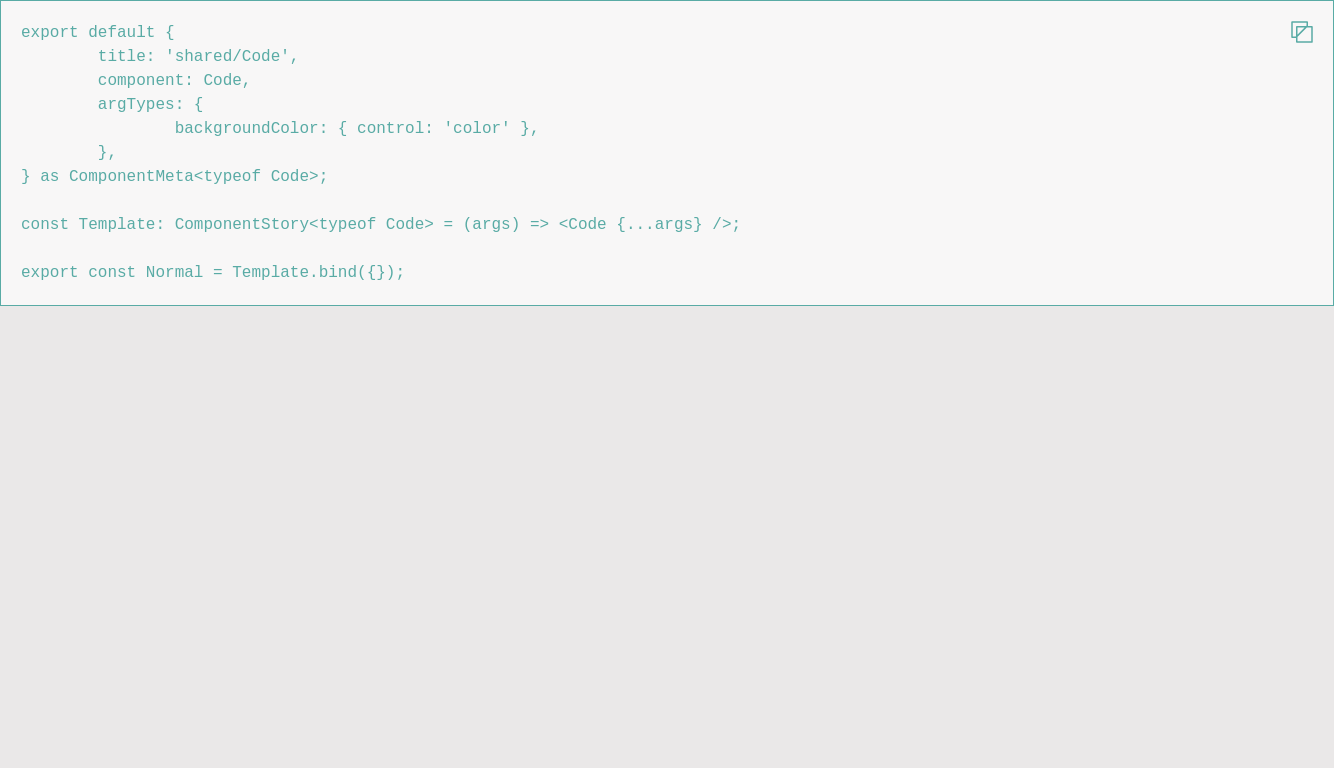 export default {
        title: 'shared/Code',
        component: Code,
        argTypes: {
                backgroundColor: { control: 'color' },
        },
} as ComponentMeta<typeof Code>;

const Template: ComponentStory<typeof Code> = (args) => <Code {...args} />;

export const Normal = Template.bind({});